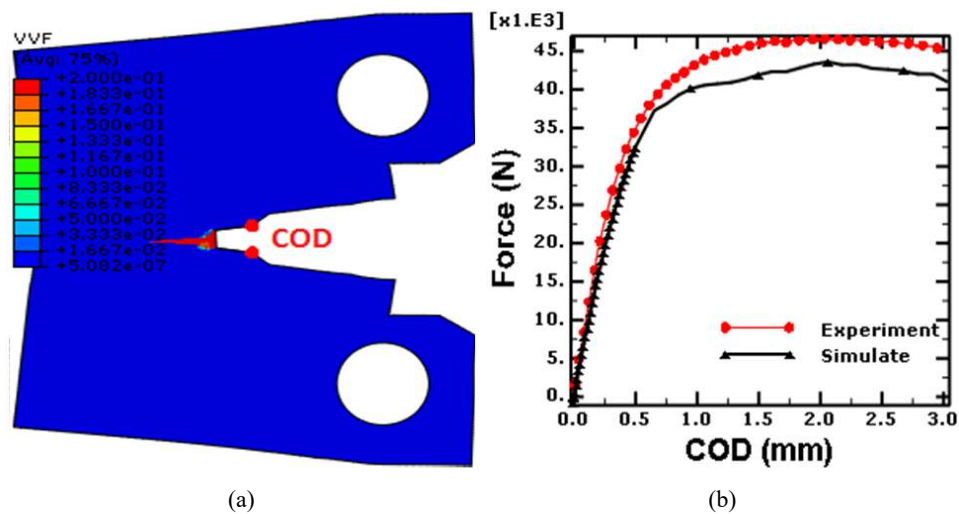 VVF
(Avg: 75%)
+2.000e-01
+1.833e-01
+1.667e-01
+1.500e-01
+1.333e-01
+1.167e-01
+1.000e-01
+8.333e-02
+6.667e-02
+5.000e-02
+3.333e-02
+1.667e-02
+5.082e-07
COD
(a)
[x1.E3]
45.
40.
35.
30.
25.
20.
15.
10.
5.
0.
Force (N)
Experiment
Simulate
0.0 0.5 1.0 1.5 2.0 2.5 3.0
COD (mm)
(b)